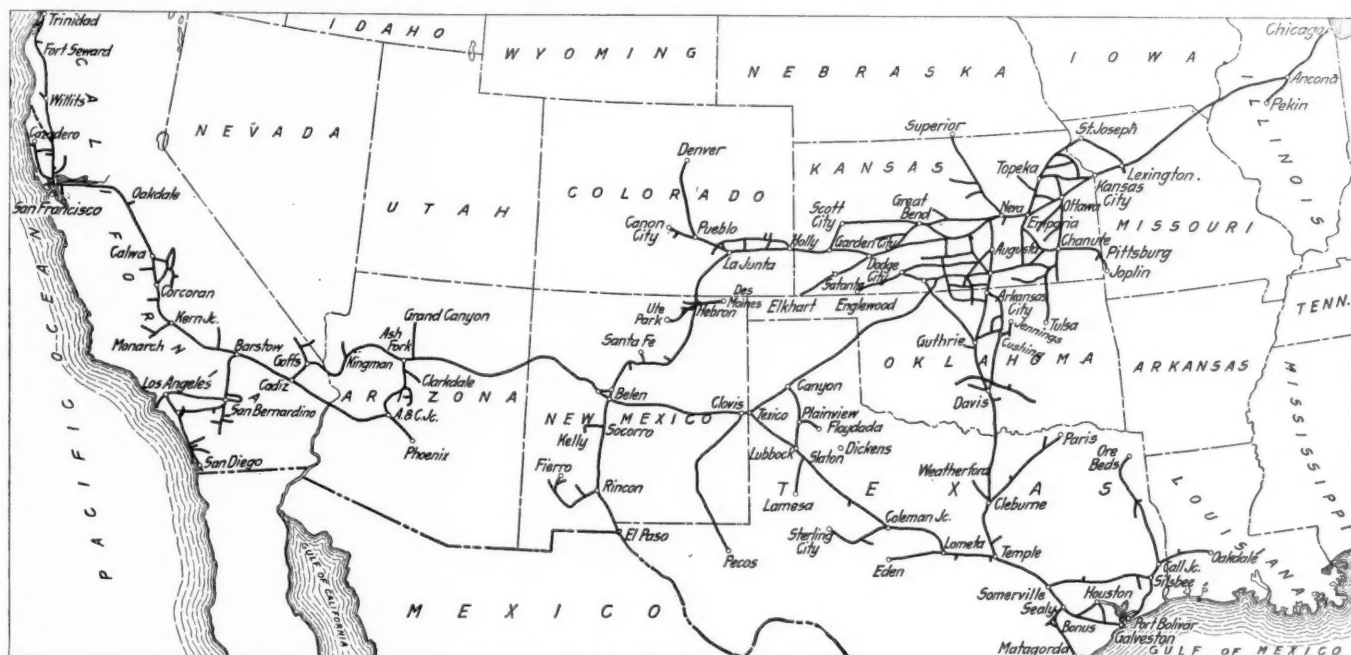 Trinidad
Fort Seward
Willits
Cazadero
San Francisco
Oakdale
Calwa
Corcoran
Kern Jc.
Monarch
Barstow
Los Angeles
San Bernardino
San Diego
Goffs
Cadiz
Kingman
Ash Fork
Grand Canyon
Clarkdale
A.B.C. Jc.
Phoenix
CALIFORNIA
PACIFIC OCEAN
GULF OF CALIFORNIA
IDAHO
NEVADA
UTAH
ARIZONA
WYOMING
COLORADO
Denver
Canon City
Pueblo
La Junta
Holly
Ute Park
Des Moines
Hebron
Santa Fe
Belen
NEW MEXICO
Socorro
Kelly
Fierro
Rincon
El Paso
Clovis
Texico
Pecos
MEXICO
NEBRASKA
Superior
KANSAS
Scott City
Great Bend
Garden City
Dodge City
Satanta
Elkhart
Englewood
Neva
Emporia
Topeka
Ottawa
Augusta
Chanute
Pittsburg
Joplin
Arkansas City
St. Joseph
Kansas City
Lexington.
MISSOURI
IOWA
Chicago
Ancona
Pekin
ILLINOIS
TENN.
OKLAHOMA
Guthrie
Jennings
Cushing
Tulsa
Davis
ARKANSAS
MISSISSIPPI
Canyon
Plainview
Floydada
Dickens
Lubbock
Slaton
Lamesa
TEXAS
Sterling City
Coleman Jc.
Eden
Lometa
Temple
Weatherford
Cleburne
Paris
Ore Beds
Somerville
Sealy
Bonus
Matagorda
Houston
Galveston
Port Bolivar
Silsbee
Call Jc.
Oakdale
LOUISIANA
GULF OF MEXICO